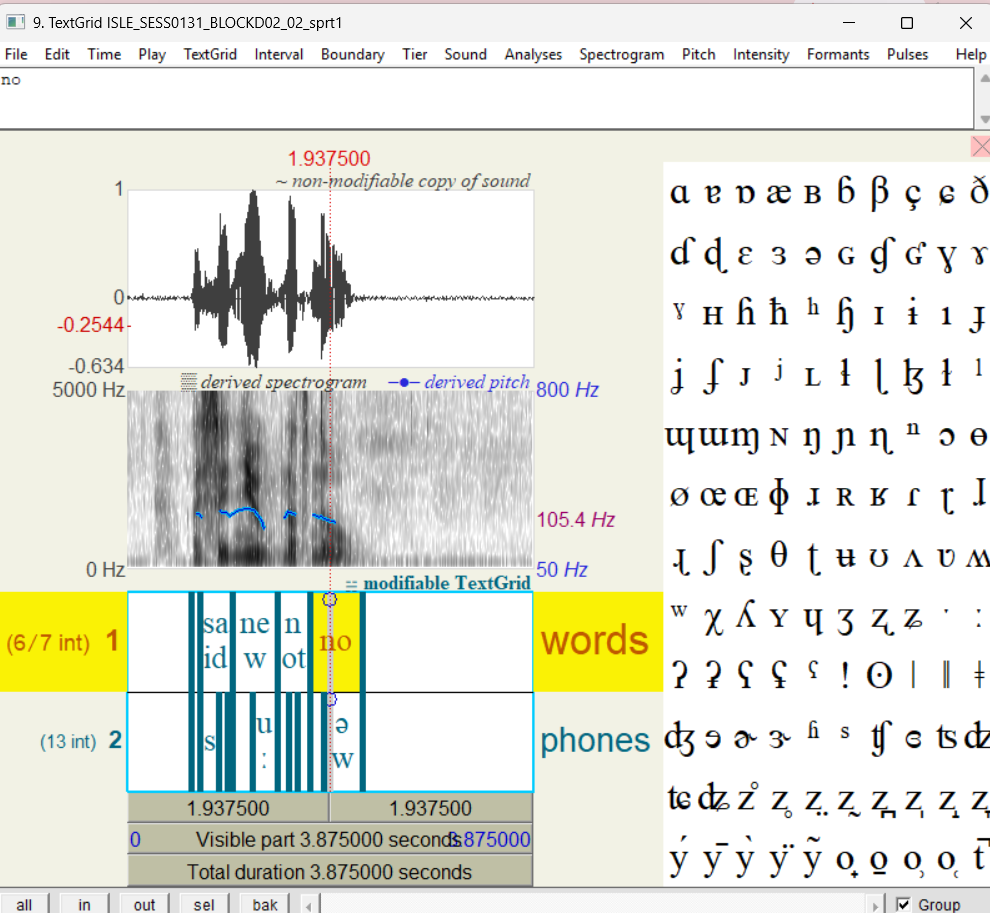 9. TextGrid ISLE_SESS0131_BLOCKD02_02_sprt1
File Edit Time Play TextGrid Interval Boundary Tier Sound Analyses Spectrogram Pitch Intensity Formants Pulses Help
no
1.937500
~ non-modifiable copy of sound
1
0
-0.2544
-0.634
derived spectrogram derived pitch
5000 Hz 800 Hz
105.4 Hz
0 Hz 50 Hz
modifiable TextGrid
(6/7 int) 1 said new not no words
(13 int) 2 s u: əw phones
1.937500 1.937500
0 Visible part 3.875000 seconds 3.875000
Total duration 3.875000 seconds
all in out sel bak Group
ɑ ɐ ɒ æ ʙ ɓ β ç ɕ ð
ɗ ɖ ɛ ɜ ə ɢ ɠ ʛ ɣ ɤ
ˠ ʜ ɦ ħ ʰ ɧ ɪ ɨ ı ɟ
ʝ ʄ ɹ ʲ ʟ ɫ ɭ ɮ ɬ ˡ
ɰ ɯ ɱ ɴ ŋ ɲ ɳ ⁿ ɔ ɵ
ø œ ɶ ɸ ɹ ʀ ʁ ɾ ɽ ɺ
ɻ ʃ ʂ θ ʈ ʉ ʊ ʌ ʋ ʍ
ʷ χ ʎ ʏ ɥ ʒ ʐ ʑ ˑ ː
ʔ ʡ ʕ ʢ ˤ ! ʘ ǀ ǁ ǂ